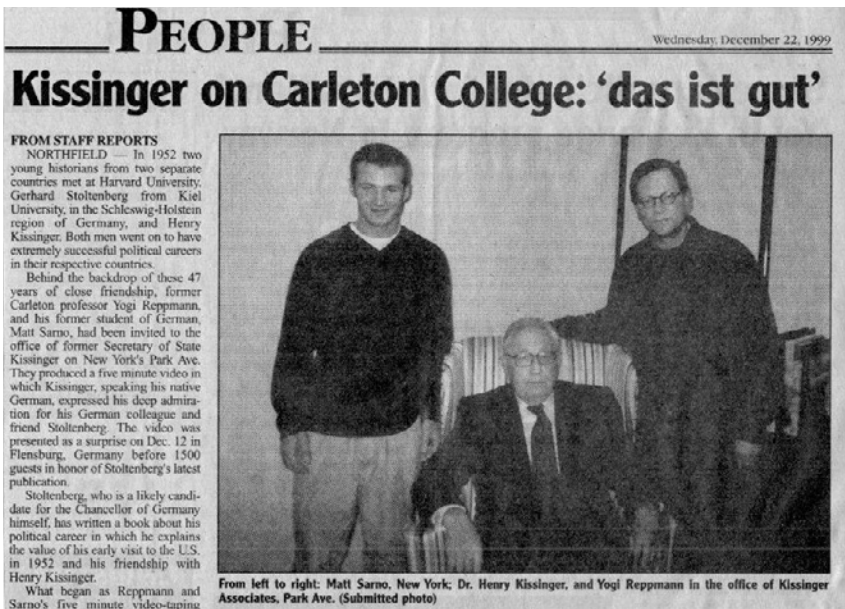 PEOPLE
Wednesday, December 22, 1999
Kissinger on Carleton College: ‘das ist gut’
FROM STAFF REPORTS
NORTHFIELD — In 1952 two
young historians from two separate
countries met at Harvard University,
Gerhard Stoltenberg from Kiel
University, in the Schleswig-Holstein
region of Germany, and Henry
Kissinger. Both men went on to have
extremely successful political careers
in their respective countries.
Behind the backdrop of these 47
years of close friendship, former
Carleton professor Yogi Reppmann,
and his former student of German,
Matt Sarno, had been invited to the
office of former Secretary of State
Kissinger on New York's Park Ave.
They produced a five minute video in
which Kissinger, speaking his native
German, expressed his deep admira-
tion for his German colleague and
friend Stoltenberg. The video was
presented as a surprise on Dec. 12 in
Flensburg, Germany before 1500
guests in honor of Stoltenberg's latest
publication.
Stoltenberg, who is a likely candi-
date for the Chancellor of Germany
himself, has written a book about his
political career in which he explains
the value of his early visit to the U.S.
in 1952 and his friendship with
Henry Kissinger.
What began as Reppmann and
Sarno's five minute video-taping
From left to right: Matt Sarno, New York; Dr. Henry Kissinger, and Yogi Reppmann in the office of Kissinger
Associates, Park Ave. (Submitted photo)